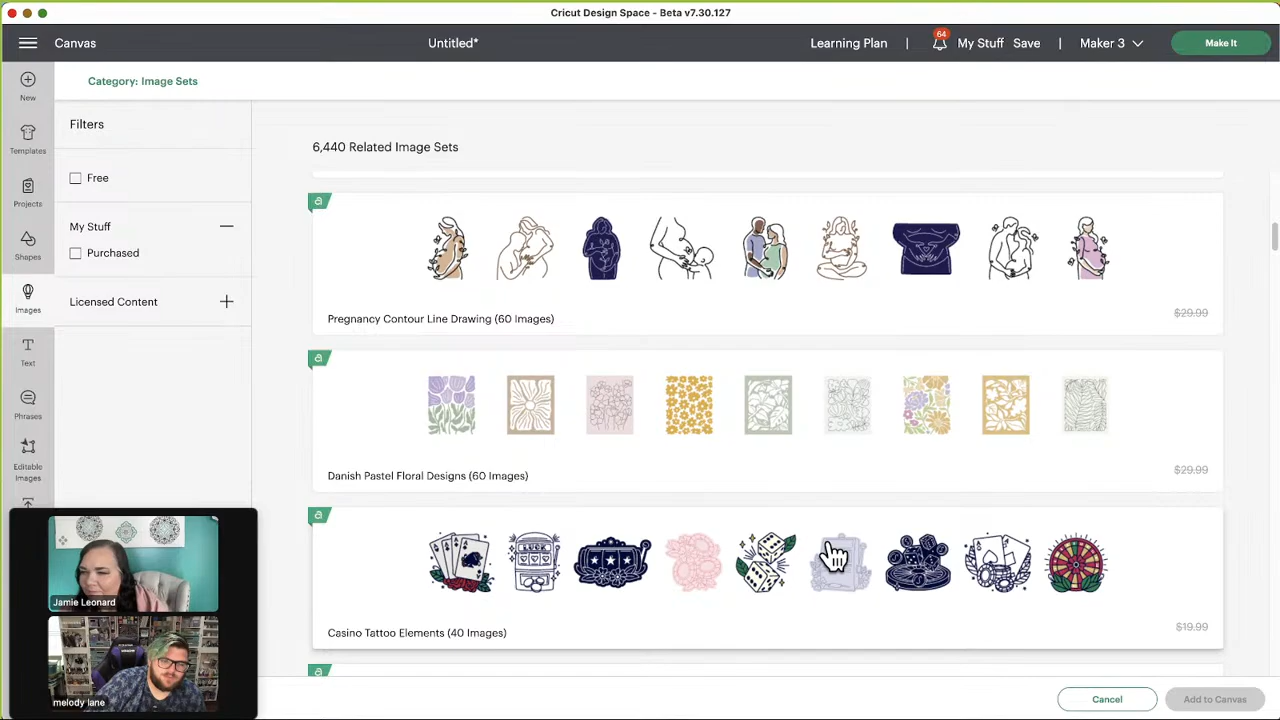 Cricut Design Space - Beta v7.30.127
Canvas
Untitled*
Learning Plan | 64 My Stuff Save | Maker 3 Make It
New
Templates
Projects
Shapes
Images
Text
Phrases
Editable
Images
Category: Image Sets
Filters
Free
My Stuff
Purchased
Licensed Content
6,440 Related Image Sets
Pregnancy Contour Line Drawing (60 Images) $29.99
Danish Pastel Floral Designs (60 Images) $29.99
LUCK
Casino Tattoo Elements (40 Images) $19.99
Jamie Leonard
melody lane
Cancel Add to Canvas